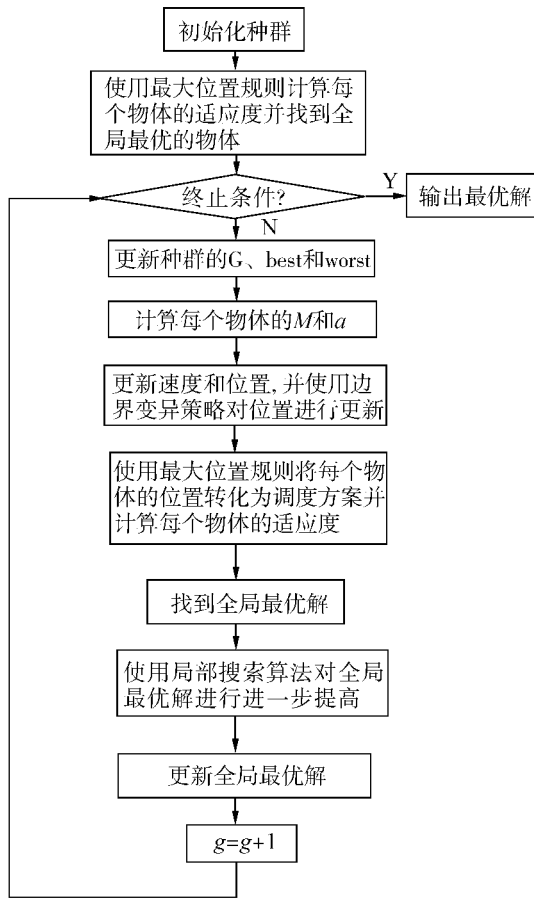 初始化种群
使用最大位置规则计算每
个物体的适应度并找到全
局最优的物体
终止条件?
Y
输出最优解
N
更新种群的G、best和worst
计算每个物体的M和a
更新速度和位置,并使用边
界变异策略对位置进行更新
使用最大位置规则将每个物
体的位置转化为调度方案并
计算每个物体的适应度
找到全局最优解
使用局部搜索算法对全局
最优解进行进一步提高
更新全局最优解
g=g+1